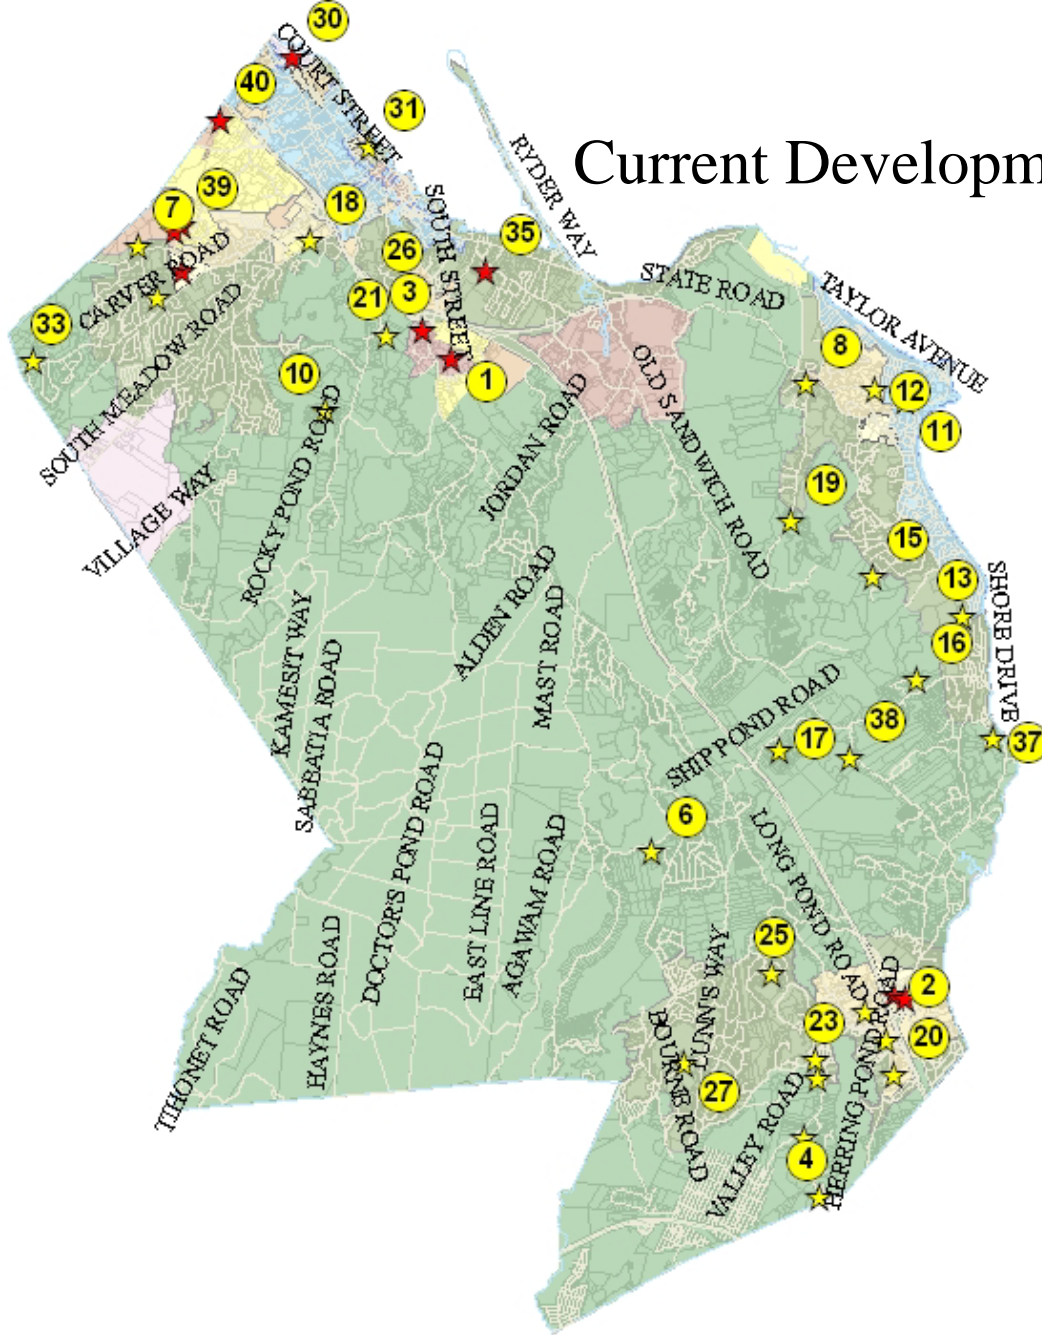 30
COURT STREET
40
31
RYDER WAY
Current Developm
39
7
18
SOUTH STREET
35
26
CARVER ROAD
STATE ROAD
TAYLOR AVENUE
21
3
33
SOUTH MEADOW ROAD
8
10
1
12
OLD SANDWICH ROAD
JORDAN ROAD
11
ROCKY POND ROAD
VILLAGE WAY
19
15
13
SHORE DRIVE
ALDEN ROAD
MAST ROAD
16
KAMESIT WAY
SABBATIA ROAD
SHIP POND ROAD
38
17
37
6
DOCTOR'S POND ROAD
EAST LINE ROAD
AGAWAM ROAD
LONG POND ROAD
25
HAYNES ROAD
TIHONET ROAD
LUNN'S WAY
2
23
20
BOURNE ROAD
27
VALLEY ROAD
HERRING POND ROAD
4